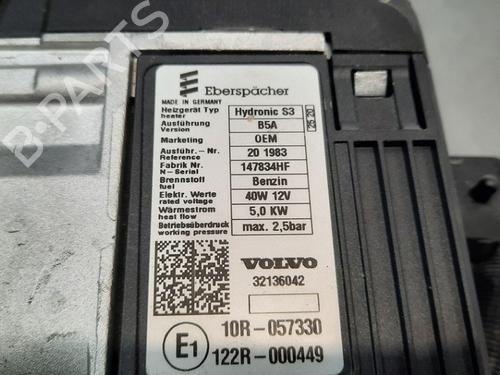 Eberspächer
MADE IN GERMANY
Heizgerät Typ
heater
Hydronic S3
Ausführung
Version
B5A
25 20
Marketing
OEM
Ausführ.- Nr.
Reference
20 1983
Fabrik Nr.
N - Serial
147834HF
Brennstoff
fuel
Benzin
Elektr. Werte
rated voltage
40W 12V
Wärmestrom
heat flow
5,0 KW
Betriebsüberdruck
working pressure
max. 2,5bar
VOLVO
32136042
E1
10R-057330
122R-000449
B-PARTS